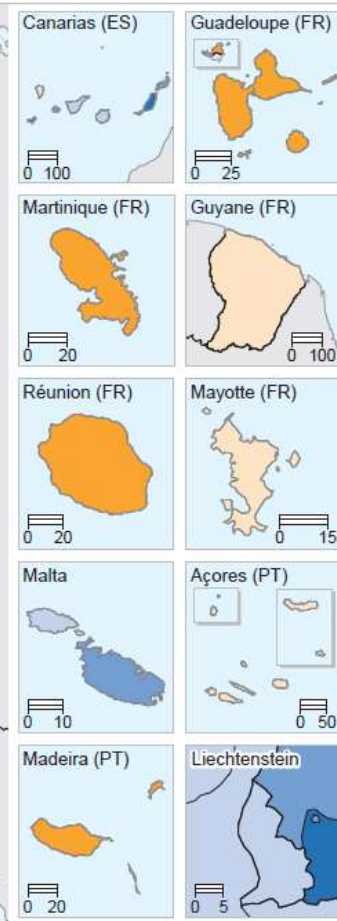 Canarias (ES)
0 100
Guadeloupe (FR)
0 25
Martinique (FR)
0 20
Guyane (FR)
0 100
Réunion (FR)
0 20
Mayotte (FR)
0 15
Malta
0 10
Açores (PT)
0 50
Madeira (PT)
0 20
Liechtenstein
0 5